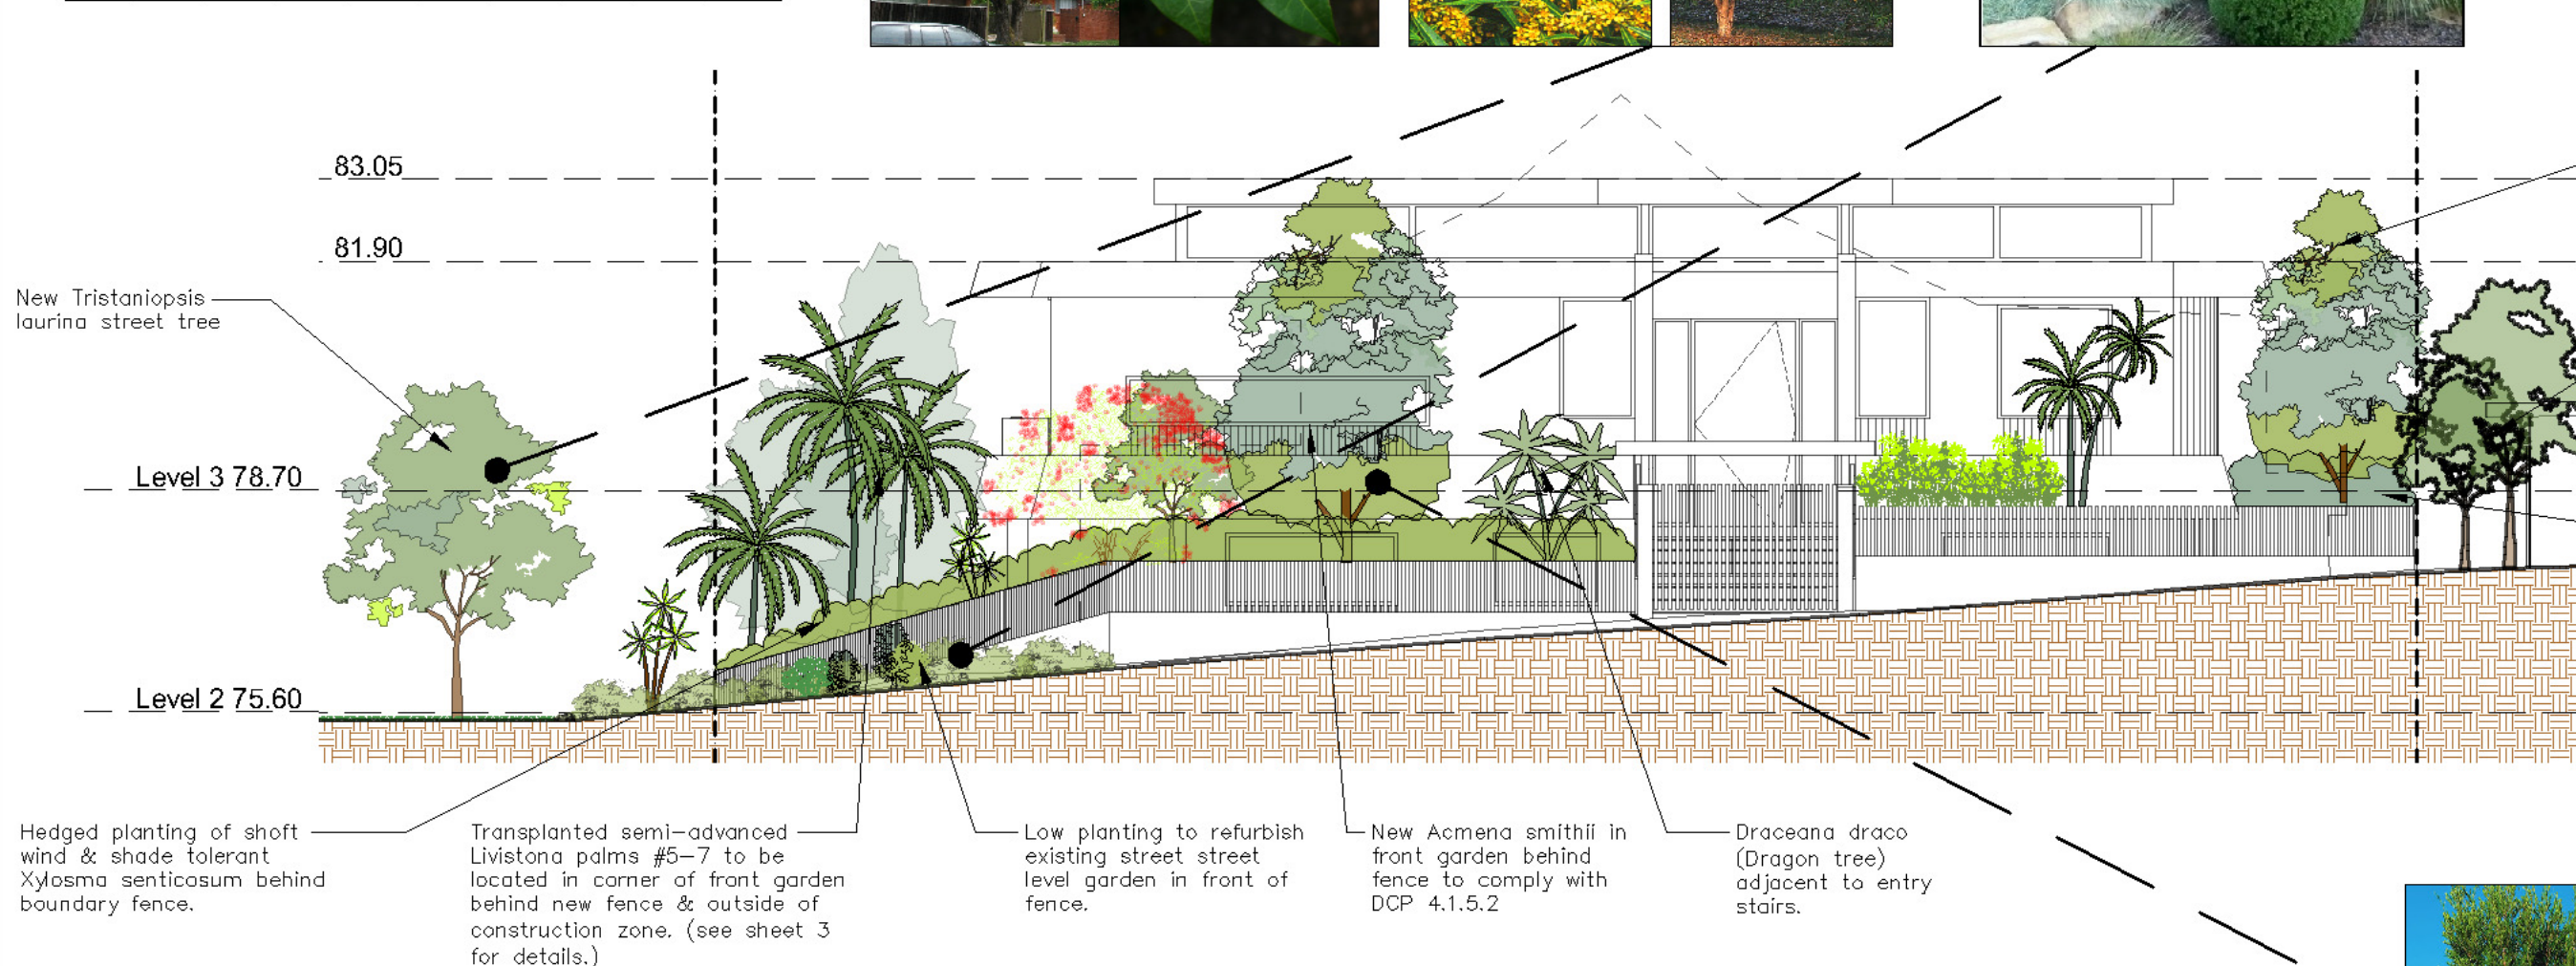 83.05
81.90
New Tristaniopsis
laurina street tree
Level 3 78.70
Level 2 75.60
Hedged planting of shoft
wind & shade tolerant
Xylosma senticosum behind
boundary fence.
Transplanted semi-advanced
Livistona palms #5-7 to be
located in corner of front garden
behind new fence & outside of
construction zone. (see sheet 3
for details.)
Low planting to refurbish
existing street street
level garden in front of
fence.
New Acmena smithii in
front garden behind
fence to comply with
DCP 4.1.5.2
Draceana draco
(Dragon tree)
adjacent to entry
stairs.